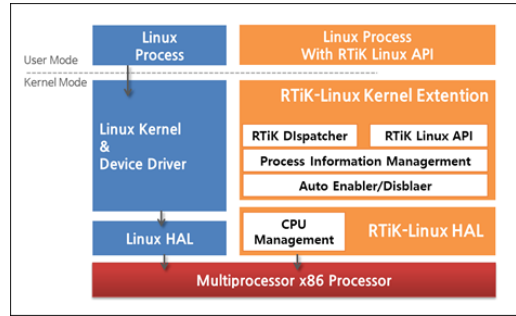 Linux
Process
Linux Process
With RTiK Linux API
User Mode
Kernel Mode
Linux Kernel
&
Device Driver
RTiK-Linux Kernel Extention
RTiK DIspatcher
RTiK Linux API
Process Information Management
Auto Enabler/Disblaer
Linux HAL
CPU
Management
RTiK-Linux HAL
Multiprocessor x86 Processor